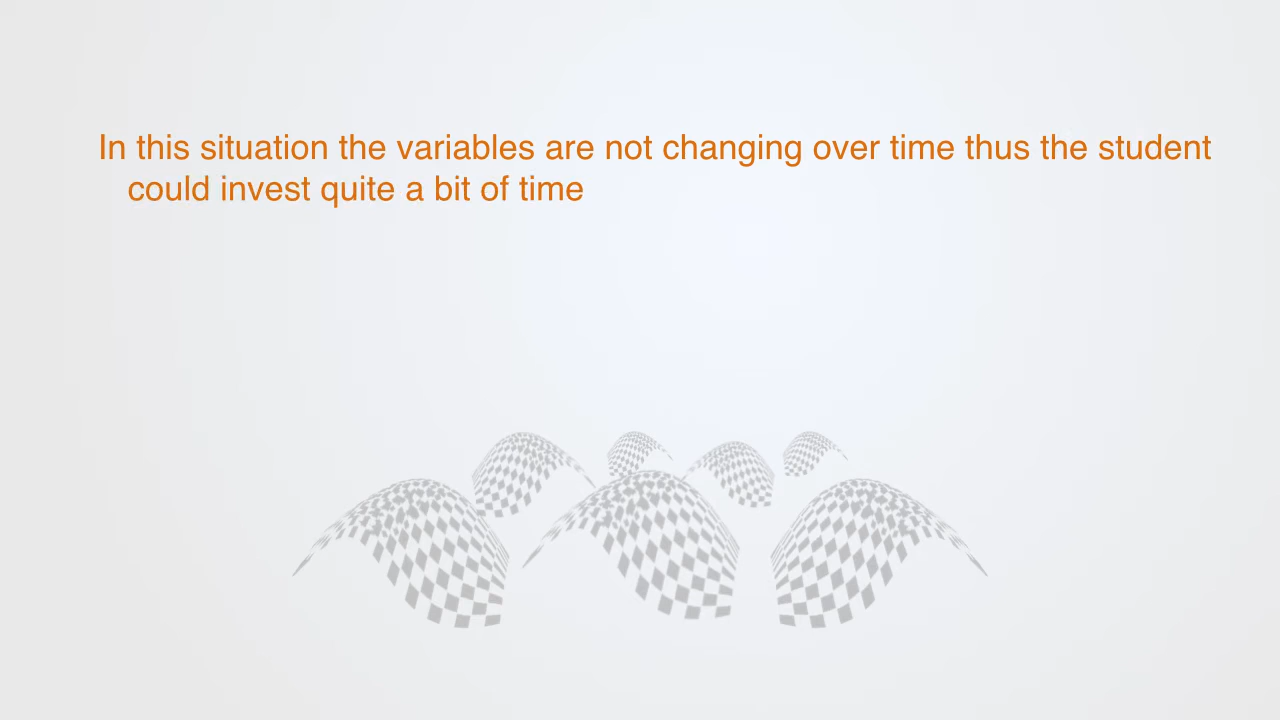 In this situation the variables are not changing over time thus the student
could invest quite a bit of time